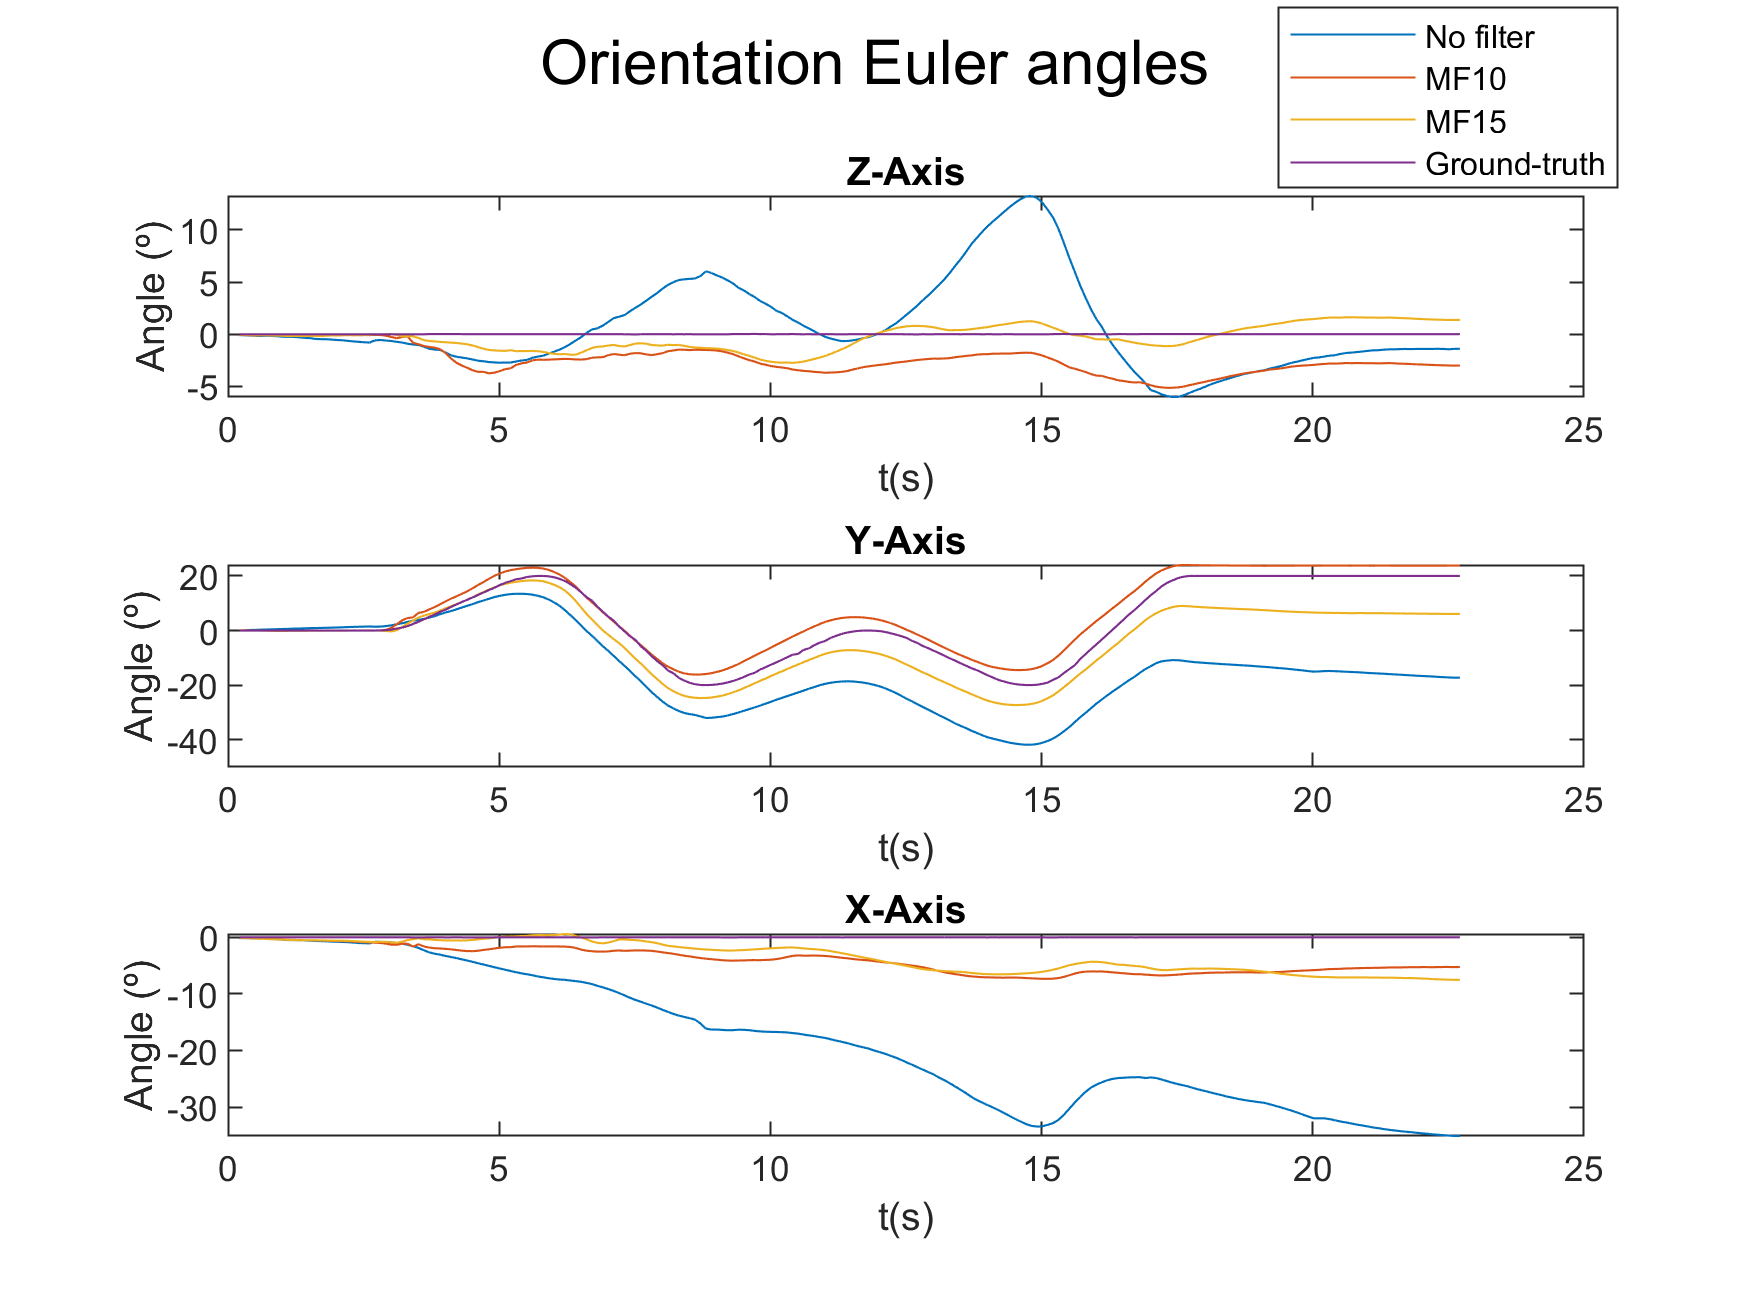 Orientation Euler angles
No filter
MF10
MF15
Ground-truth
Z-Axis
Angle (º)
10
5
0
-5
0 5 10 15 20 25
t(s)
Y-Axis
Angle (º)
20
0
-20
-40
0 5 10 15 20 25
t(s)
X-Axis
Angle (º)
0
-10
-20
-30
0 5 10 15 20 25
t(s)